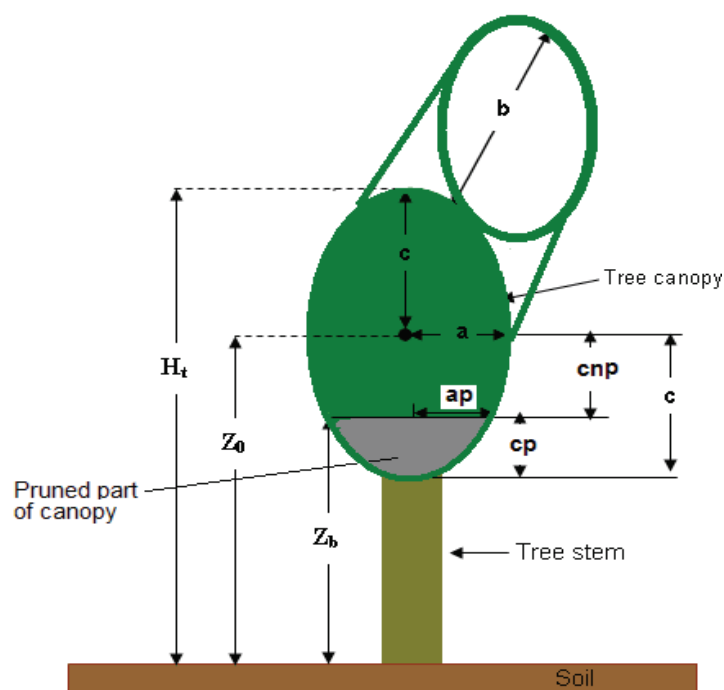 b
c
Tree canopy
a
Ht
cnp
c
ap
Z0
cp
Pruned part
of canopy
Zb
Tree stem
Soil